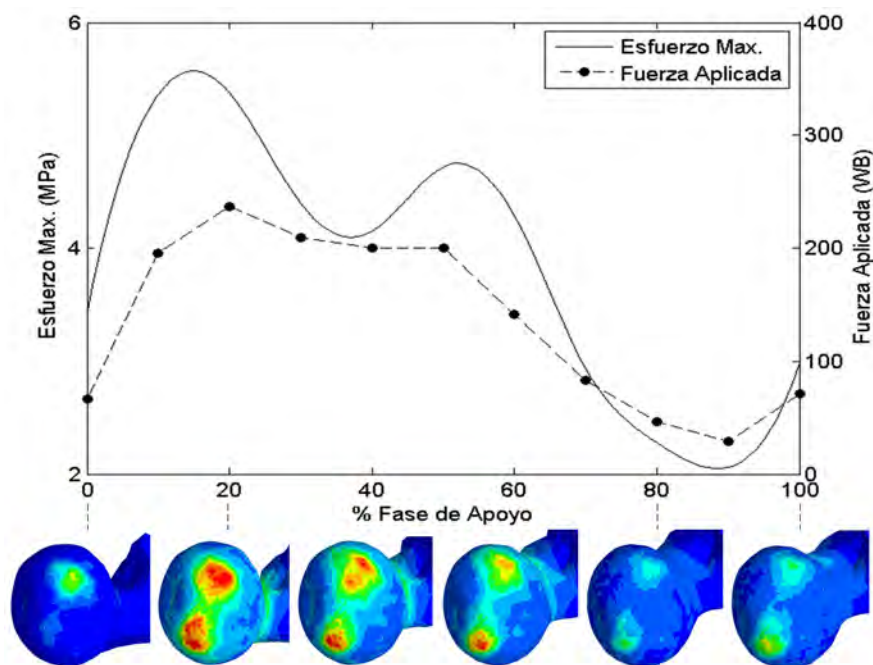 6
4
2
Esfuerzo Max. (MPa)
Esfuerzo Max.
Fuerza Aplicada
400
300
200
100
0
Fuerza Aplicada (WB)
0
20
40
60
80
100
% Fase de Apoyo